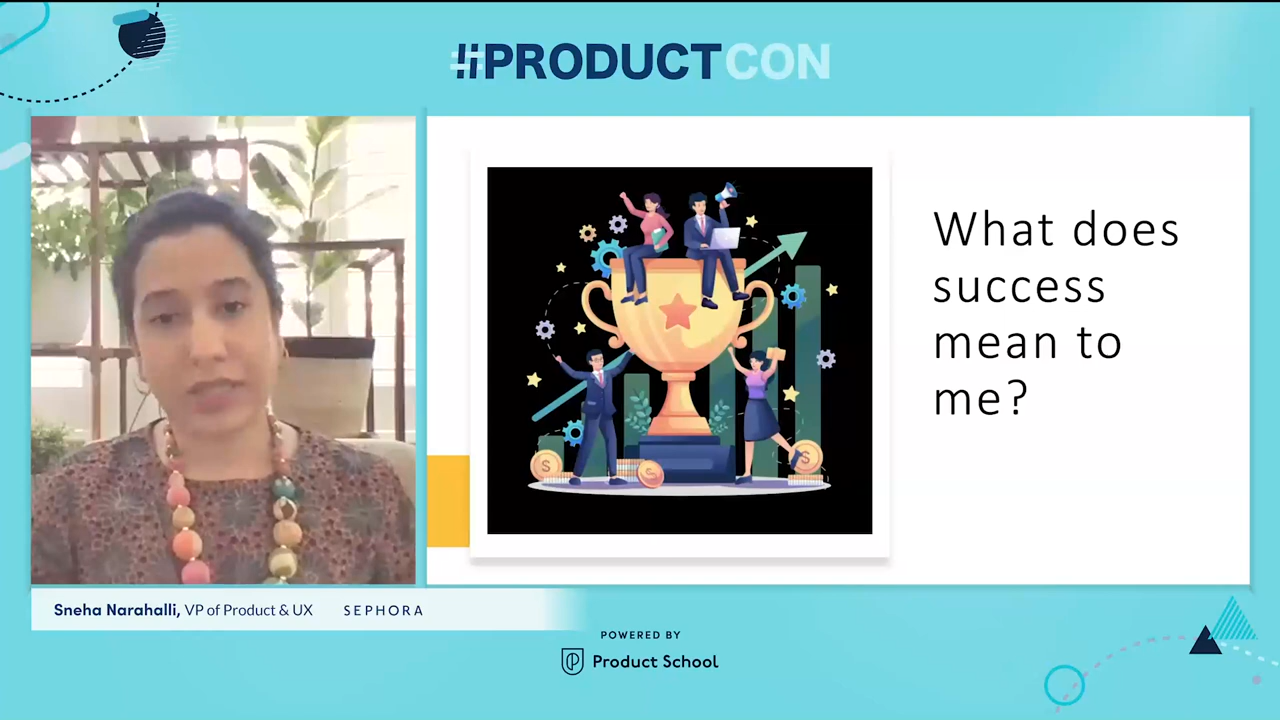 #PRODUCTCON
What does
success
mean to
me?
$
$
$
Sneha Narahalli, VP of Product & UX SEPHORA
POWERED BY
Product School